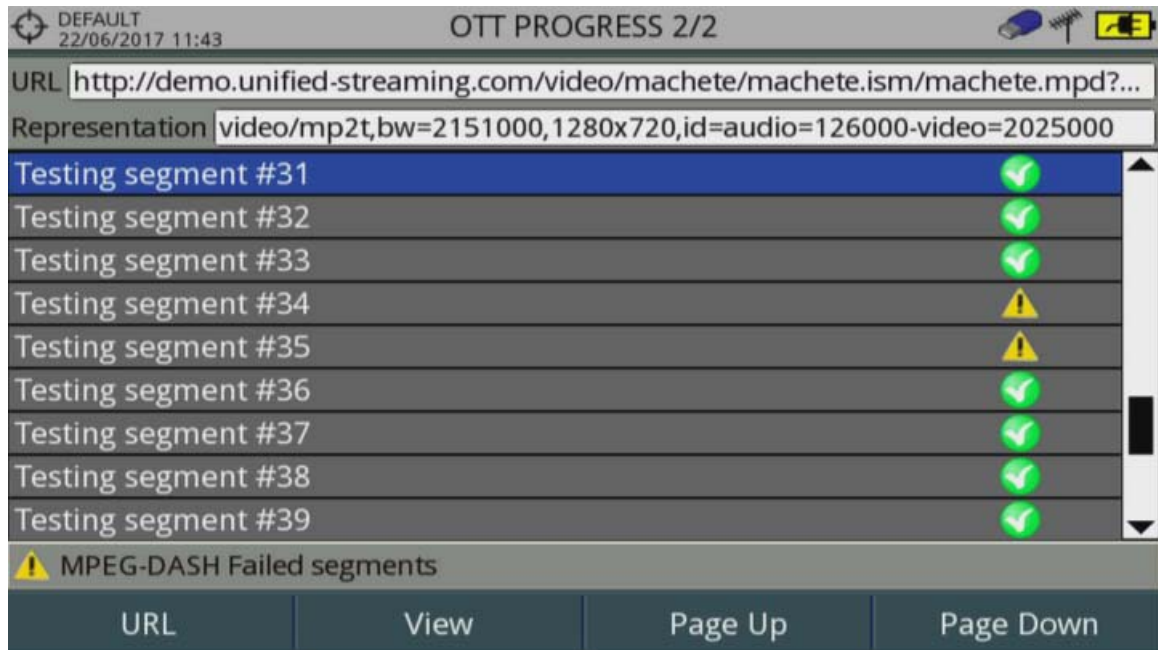 DEFAULT
22/06/2017 11:43
OTT PROGRESS 2/2
URL http://demo.unified-streaming.com/video/machete/machete.ism/machete.mpd?...
Representation video/mp2t,bw=2151000,1280x720,id=audio=126000-video=2025000
Testing segment #31
Testing segment #32
Testing segment #33
Testing segment #34
Testing segment #35
Testing segment #36
Testing segment #37
Testing segment #38
Testing segment #39
MPEG-DASH Failed segments
URL View Page Up Page Down